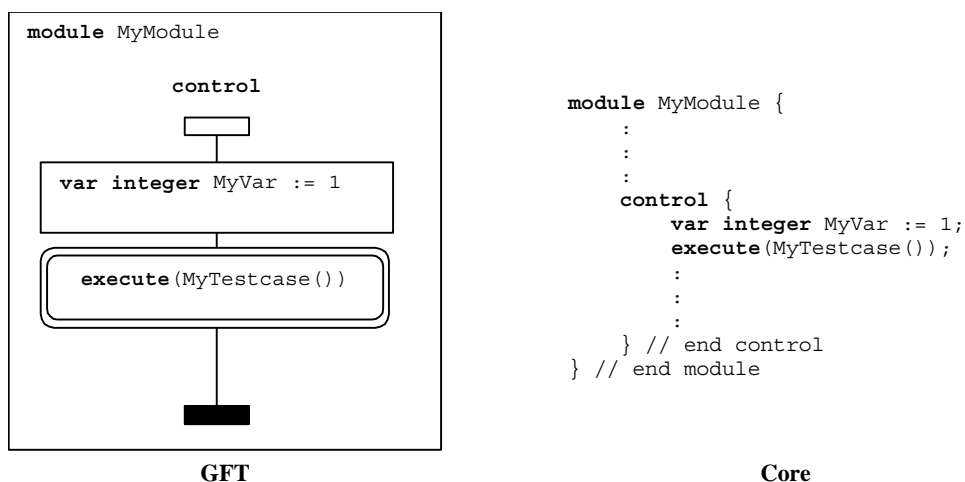 module MyModule
control
var integer MyVar := 1
execute(MyTestcase())
GFT
module MyModule {
:
:
:
control {
var integer MyVar := 1;
execute(MyTestcase());
:
:
:
} // end control
} // end module
Core